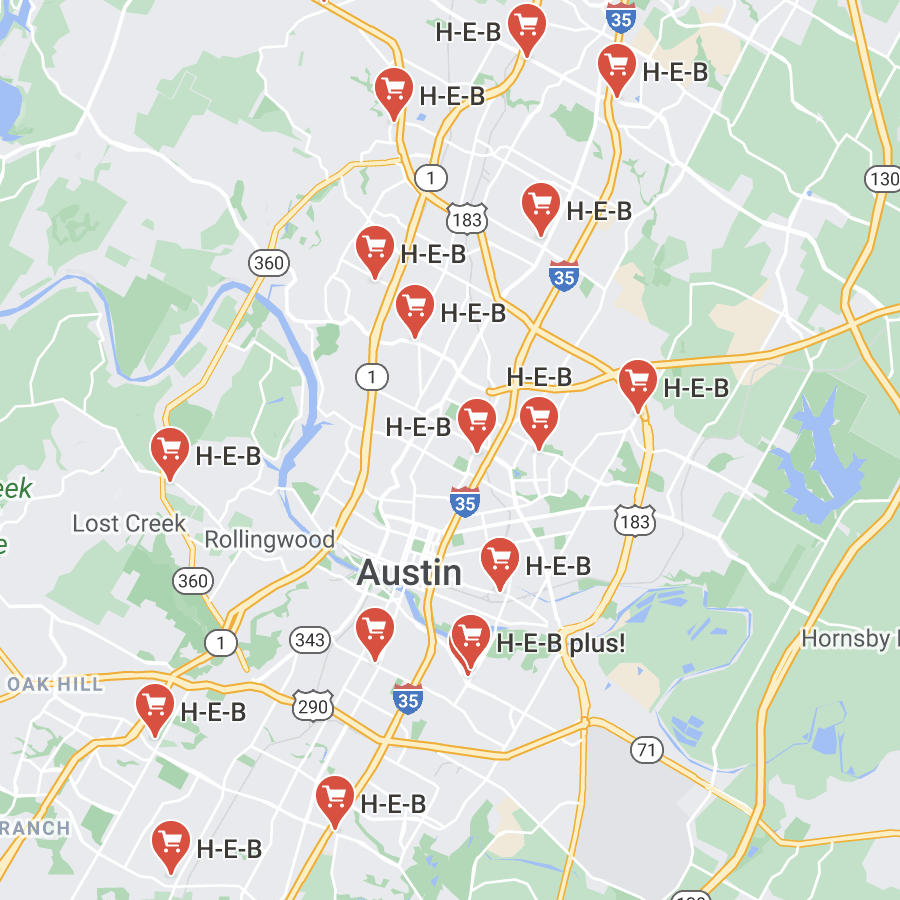 35
H-E-B
H-E-B
H-E-B
1
130
183
H-E-B
H-E-B
360
35
H-E-B
1
H-E-B
H-E-B
H-E-B
H-E-B
eek
35
Lost Creek
183
Rollingwood
e
H-E-B
Austin
360
343
1
H-E-B plus!
Hornsby
OAK HILL
290
35
H-E-B
71
H-E-B
RANCH
H-E-B